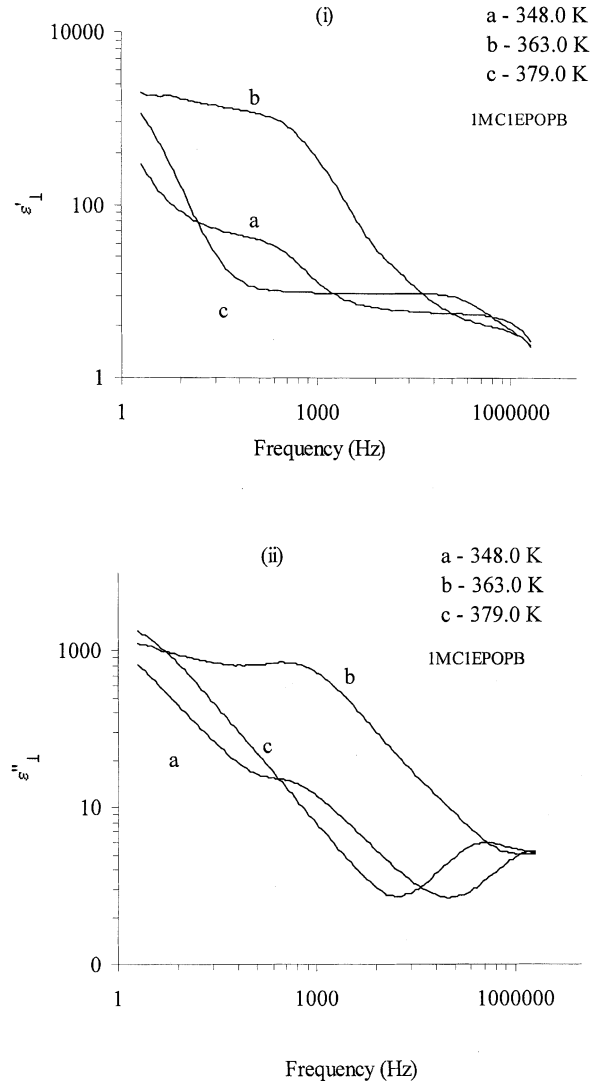 (i)
a - 348.0 K
b - 363.0 K
c - 379.0 K
1MC1EPOPB
10000
100
1
ε'⊥
b
a
c
1 1000 1000000
Frequency (Hz)
(ii)
a - 348.0 K
b - 363.0 K
c - 379.0 K
1MC1EPOPB
1000
10
0
ε"⊥
b
c
a
1 1000 1000000
Frequency (Hz)